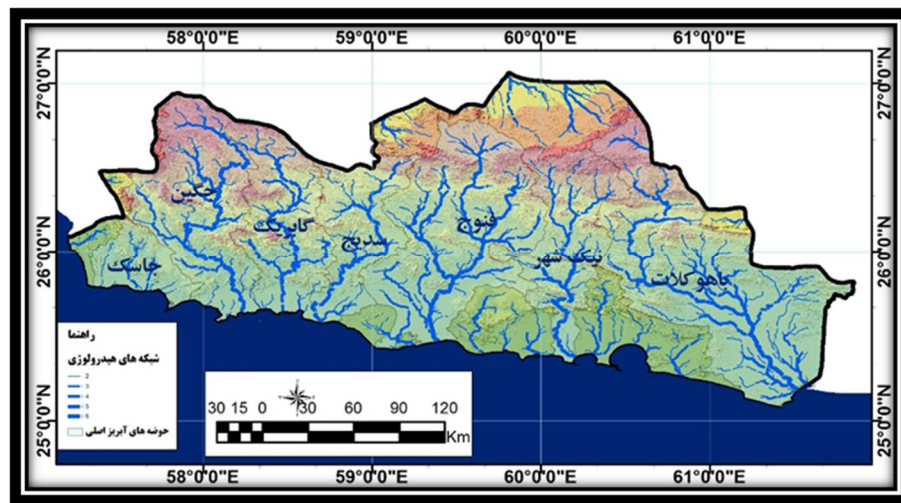 58°0'0"E 59°0'0"E 60°0'0"E 61°0'0"E
27°0'0"N 27°0'0"N
26°0'0"N 26°0'0"N
25°0'0"N 25°0'0"N
جگین
گابریک
سدیج
فنوج
نیک شهر
باهو کلات
جاسک
راهنما
شبکه های هیدرولوژی
2
3
4
5
6
حوضه های آبریز اصلی
30 15 0 30 60 90 120
Km
58°0'0"E 59°0'0"E 60°0'0"E 61°0'0"E